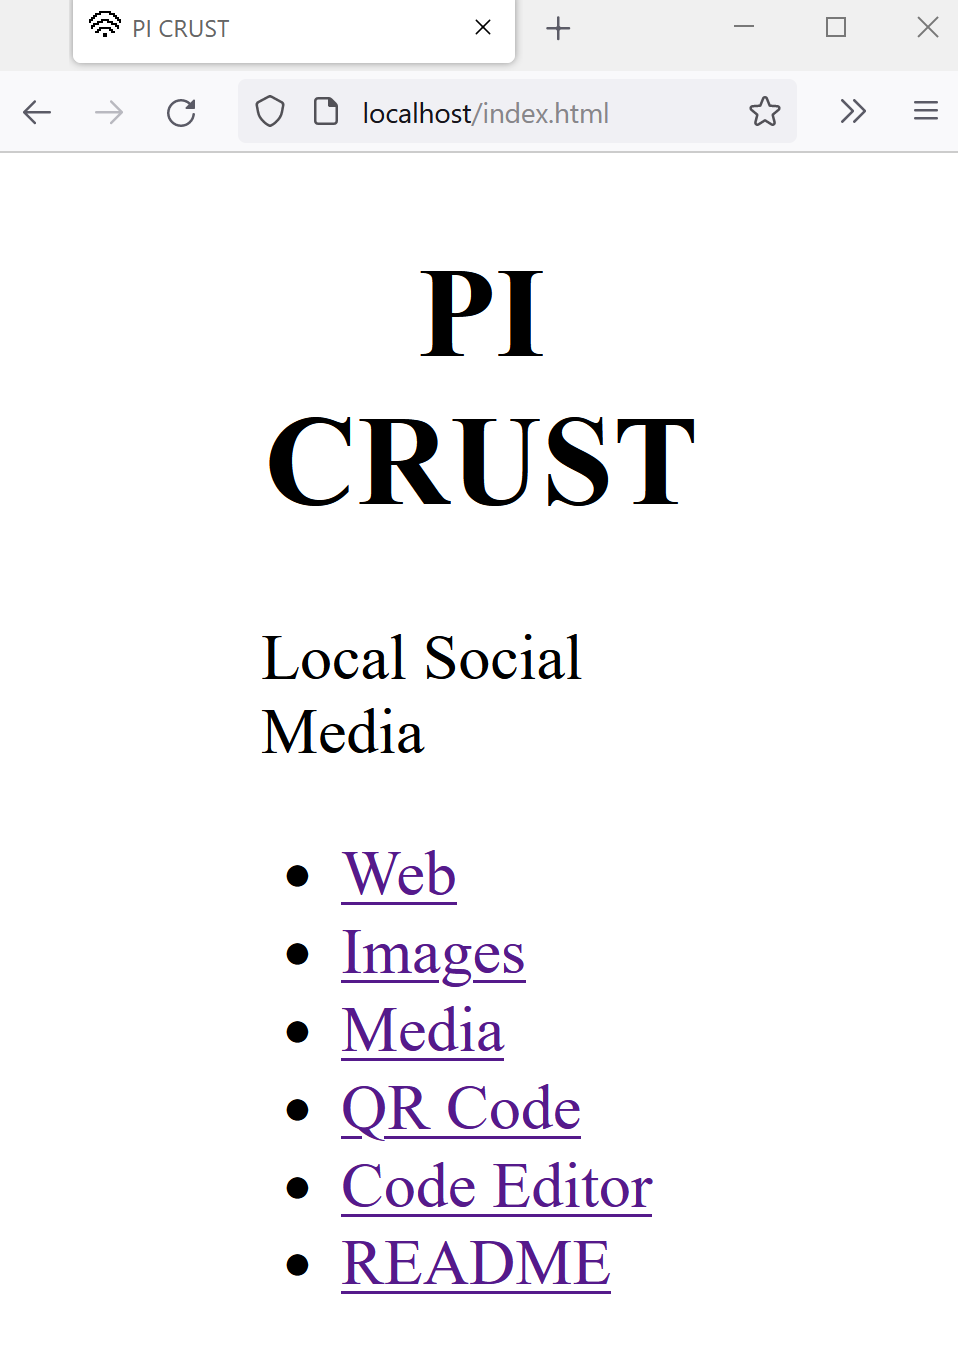 PI CRUST
localhost/index.html
PI
CRUST
Local Social
Media
Web
Images
Media
QR Code
Code Editor
README